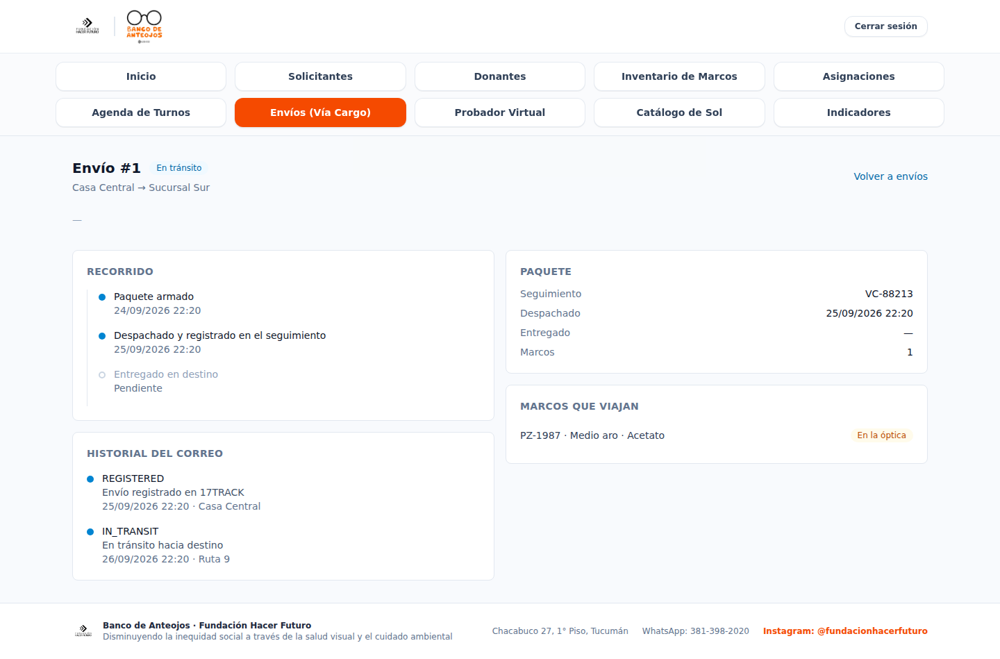 FUNDACIÓN
HACER FUTURO
BANCO DE
ANTEOJOS
Cerrar sesión
Inicio
Solicitantes
Donantes
Inventario de Marcos
Asignaciones
Agenda de Turnos
Envíos (Vía Cargo)
Probador Virtual
Catálogo de Sol
Indicadores
Envío #1
En tránsito
Casa Central → Sucursal Sur
Volver a envíos
—
RECORRIDO
Paquete armado
24/09/2026 22:20
Despachado y registrado en el seguimiento
25/09/2026 22:20
Entregado en destino
Pendiente
HISTORIAL DEL CORREO
REGISTERED
Envío registrado en 17TRACK
25/09/2026 22:20 · Casa Central
IN_TRANSIT
En tránsito hacia destino
26/09/2026 22:20 · Ruta 9
PAQUETE
Seguimiento VC-88213
Despachado 25/09/2026 22:20
Entregado —
Marcos 1
MARCOS QUE VIAJAN
PZ-1987 · Medio aro · Acetato En la óptica
FUNDACIÓN
HACER FUTURO
Banco de Anteojos · Fundación Hacer Futuro
Disminuyendo la inequidad social a través de la salud visual y el cuidado ambiental
Chacabuco 27, 1° Piso, Tucumán
WhatsApp: 381-398-2020
Instagram: @fundacionhacerfuturo